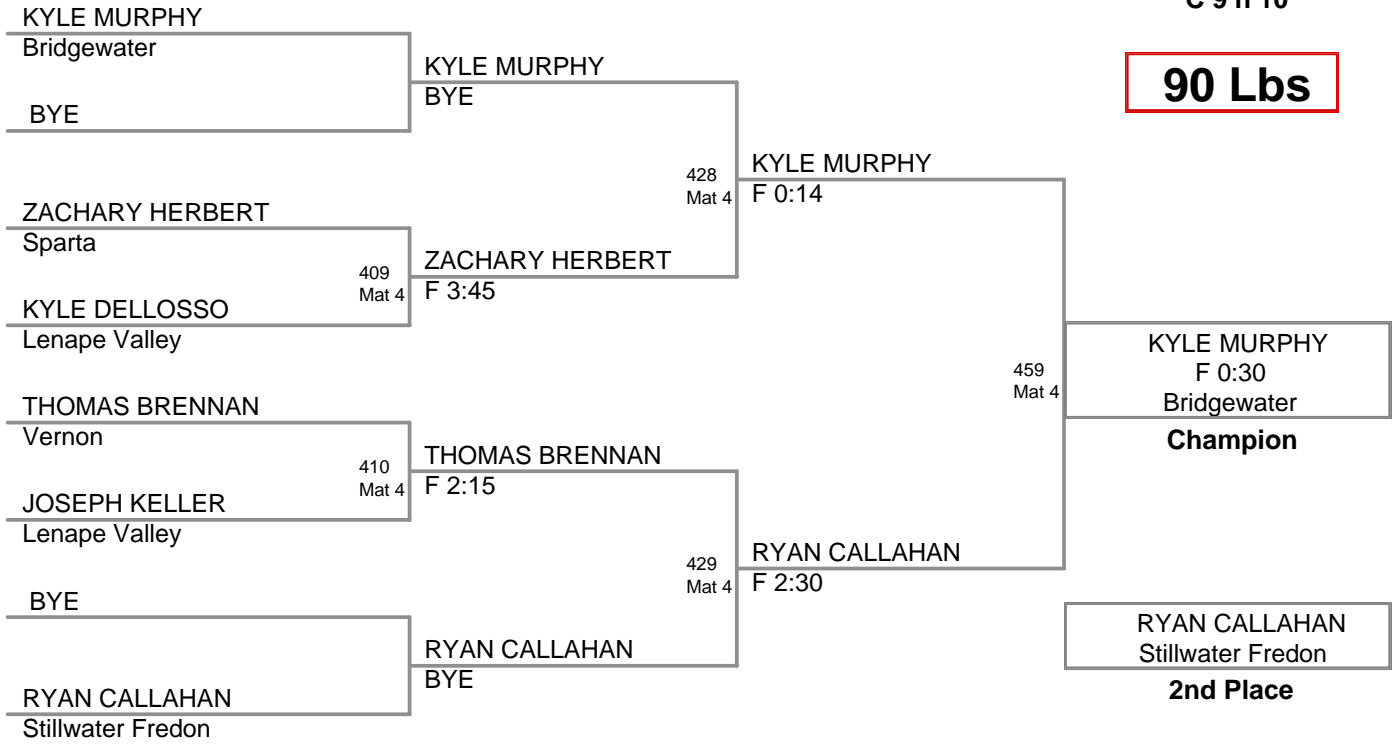 KYLE MURPHY
Bridgewater
BYE
ZACHARY HERBERT
Sparta
409
Mat 4
KYLE DELLOSSO
Lenape Valley
THOMAS BRENNAN
Vernon
410
Mat 4
JOSEPH KELLER
Lenape Valley
BYE
RYAN CALLAHAN
Stillwater Fredon
KYLE MURPHY
BYE
428
Mat 4
ZACHARY HERBERT
F 3:45
THOMAS BRENNAN
F 2:15
429
Mat 4
RYAN CALLAHAN
BYE
KYLE MURPHY
F 0:14
459
Mat 4
RYAN CALLAHAN
F 2:30
90 Lbs
KYLE MURPHY
F 0:30
Bridgewater
Champion
RYAN CALLAHAN
Stillwater Fredon
2nd Place